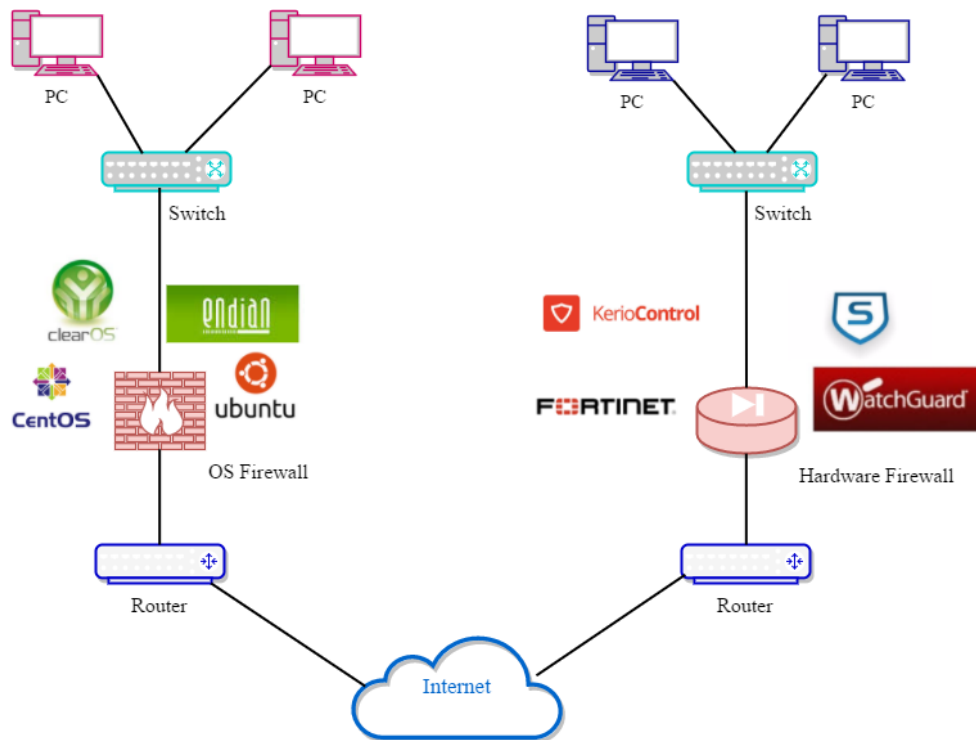 PC
PC
PC
PC
Switch
Switch
clearOS
endian
KerioControl
S
CentOS
ubuntu
FORTINET
WatchGuard
OS Firewall
Hardware Firewall
Router
Router
Internet